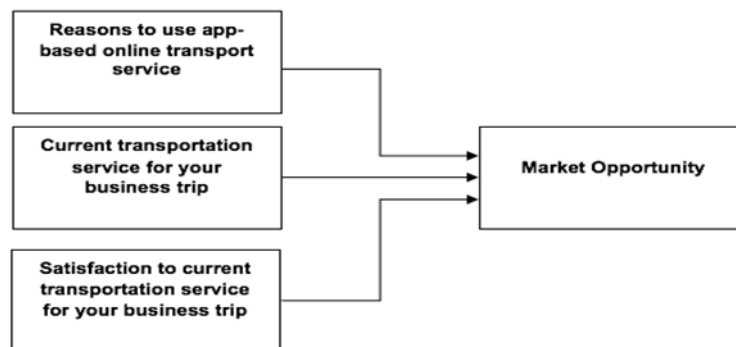 Reasons to use app-
based online transport
service
Current transportation
service for your
business trip
Market Opportunity
Satisfaction to current
transportation service
for your business trip